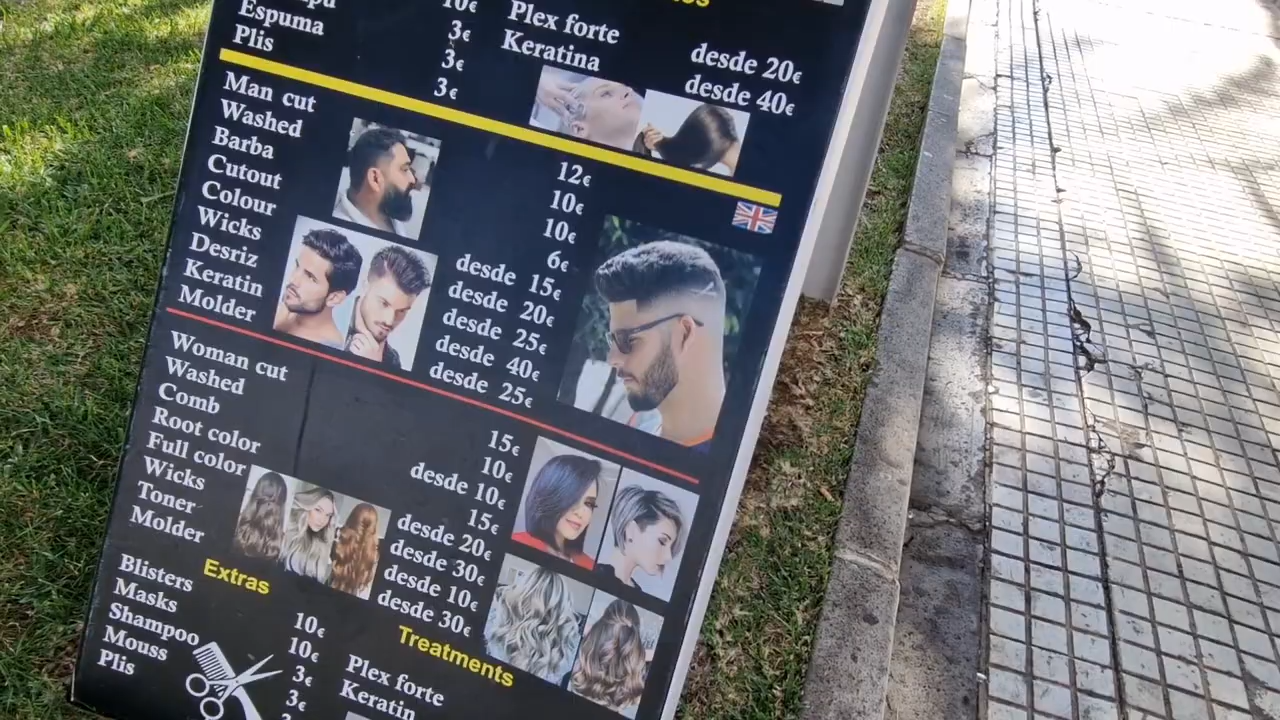 10€
Espuma 3€
Plis 3€
3€
Plex forte desde 20€
Keratina desde 40€
Man cut 12€
Washed 10€
Barba 10€
Cutout 6€
Colour desde 15€
Wicks desde 20€
Desriz desde 25€
Keratin desde 40€
Molder desde 25€
Woman cut 15€
Washed 10€
Comb desde 10€
Root color 15€
Full color desde 20€
Wicks desde 30€
Toner desde 10€
Molder desde 30€
Extras
Blisters 10€
Masks 10€
Shampoo 3€
Mouss 3€
Plis
Treatments
Plex forte
Keratin